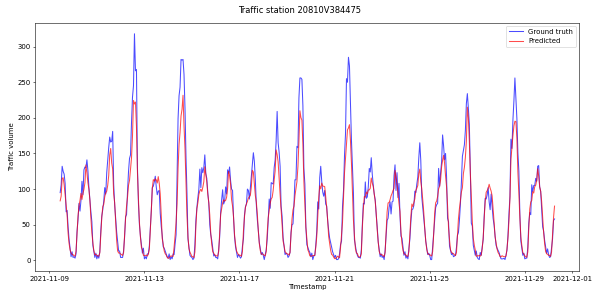 Traffic station 20810V384475
Ground truth
Predicted
Traffic volume
300
250
200
150
100
50
0
2021-11-09 2021-11-13 2021-11-17 2021-11-21 2021-11-25 2021-11-29 2021-12-01
Timestamp